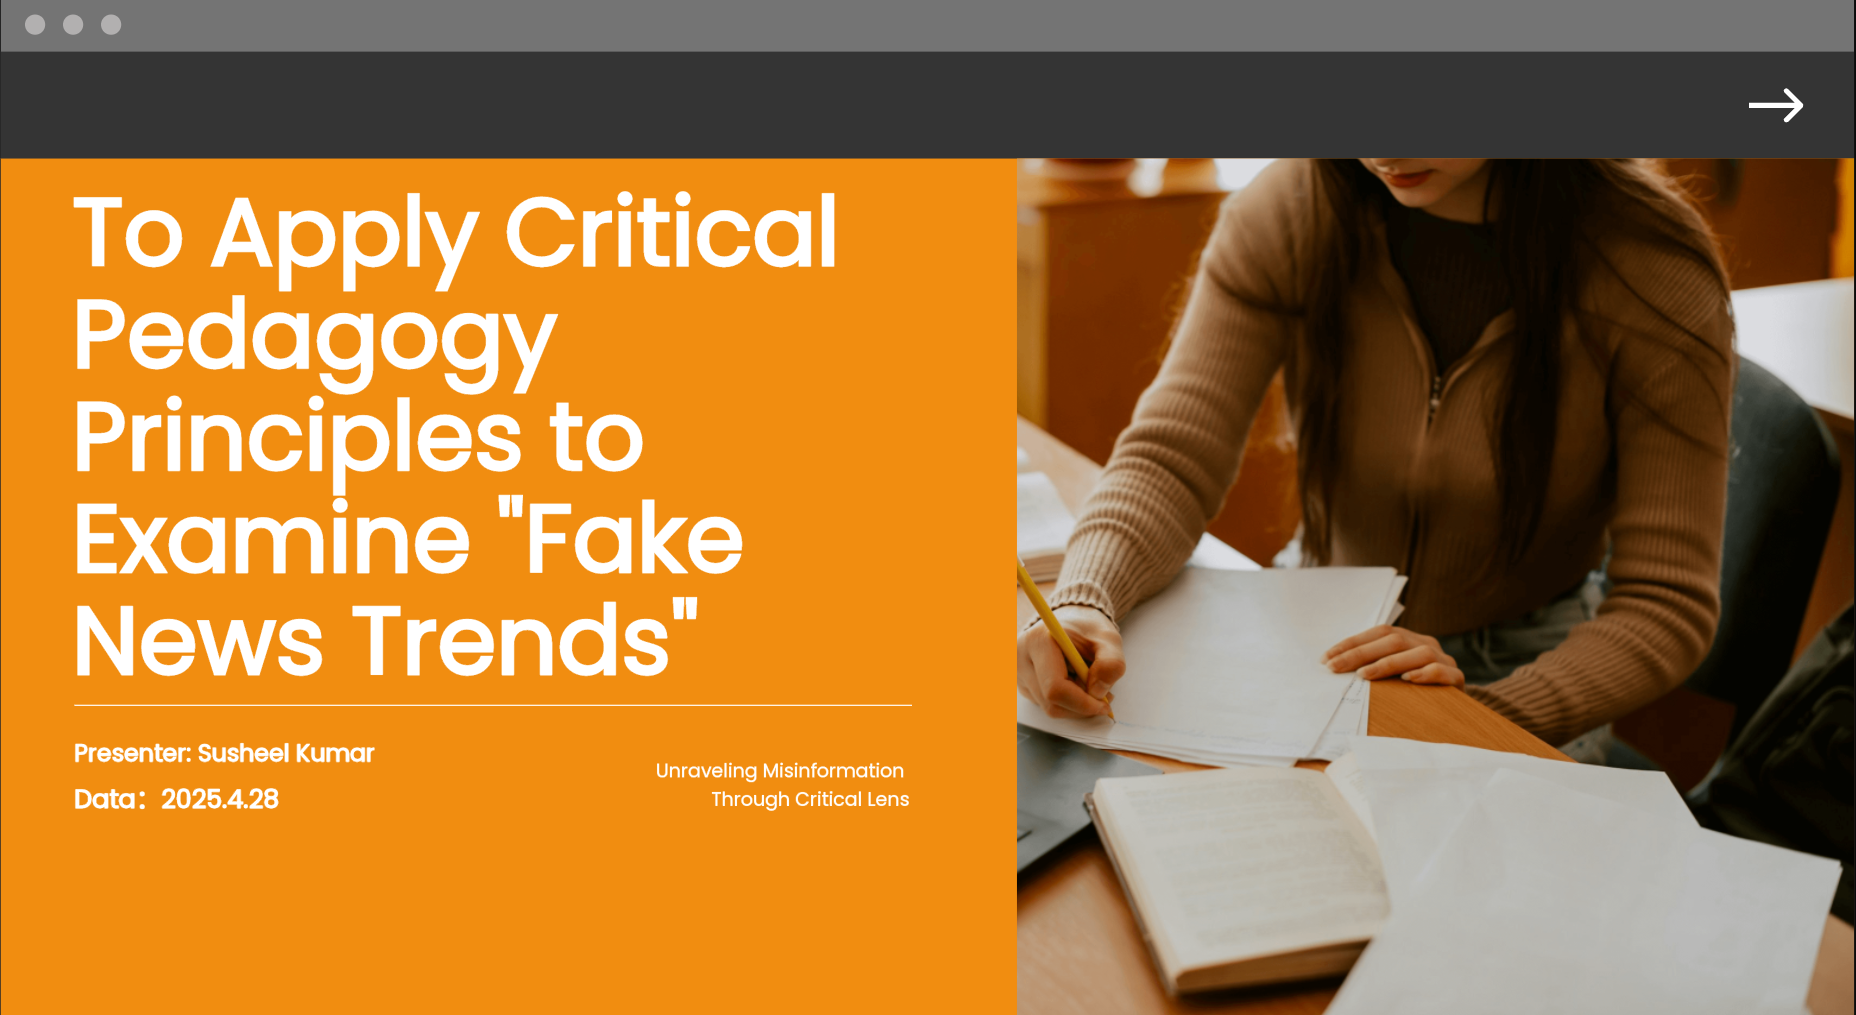 To Apply Critical
Pedagogy
Principles to
Examine "Fake
News Trends"
Presenter: Susheel Kumar
Data：2025.4.28
Unraveling Misinformation
Through Critical Lens